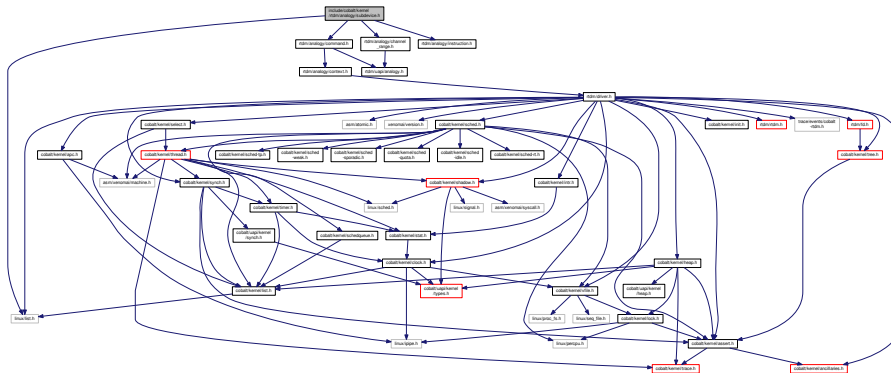 include/cobalt/kernel
/rtdm/analogy/subdevice.h
rtdm/analogy/command.h
rtdm/analogy/channel
_range.h
rtdm/analogy/instruction.h
rtdm/analogy/context.h
rtdm/uapi/analogy.h
rtdm/driver.h
cobalt/kernel/select.h
asm/atomic.h
xenomai/version.h
cobalt/kernel/sched.h
cobalt/kernel/init.h
rtdm/rtdm.h
trace/events/cobalt
-rtdm.h
rtdm/fd.h
cobalt/kernel/apc.h
cobalt/kernel/thread.h
cobalt/kernel/sched-tp.h
cobalt/kernel/sched
-weak.h
cobalt/kernel/sched
-sporadic.h
cobalt/kernel/sched
-quota.h
cobalt/kernel/sched
-idle.h
cobalt/kernel/sched-rt.h
cobalt/kernel/tree.h
asm/xenomai/machine.h
cobalt/kernel/synch.h
cobalt/kernel/shadow.h
cobalt/kernel/timer.h
linux/sched.h
linux/signal.h
asm/xenomai/syscall.h
cobalt/uapi/kernel
/synch.h
cobalt/kernel/schedqueue.h
cobalt/kernel/stat.h
cobalt/kernel/clock.h
cobalt/kernel/heap.h
cobalt/kernel/list.h
cobalt/uapi/kernel
/types.h
cobalt/kernel/vfile.h
cobalt/uapi/kernel
/heap.h
linux/list.h
linux/proc_fs.h
linux/seq_file.h
cobalt/kernel/lock.h
linux/ipipe.h
linux/percpu.h
cobalt/kernel/assert.h
cobalt/kernel/trace.h
cobalt/kernel/ancillaries.h